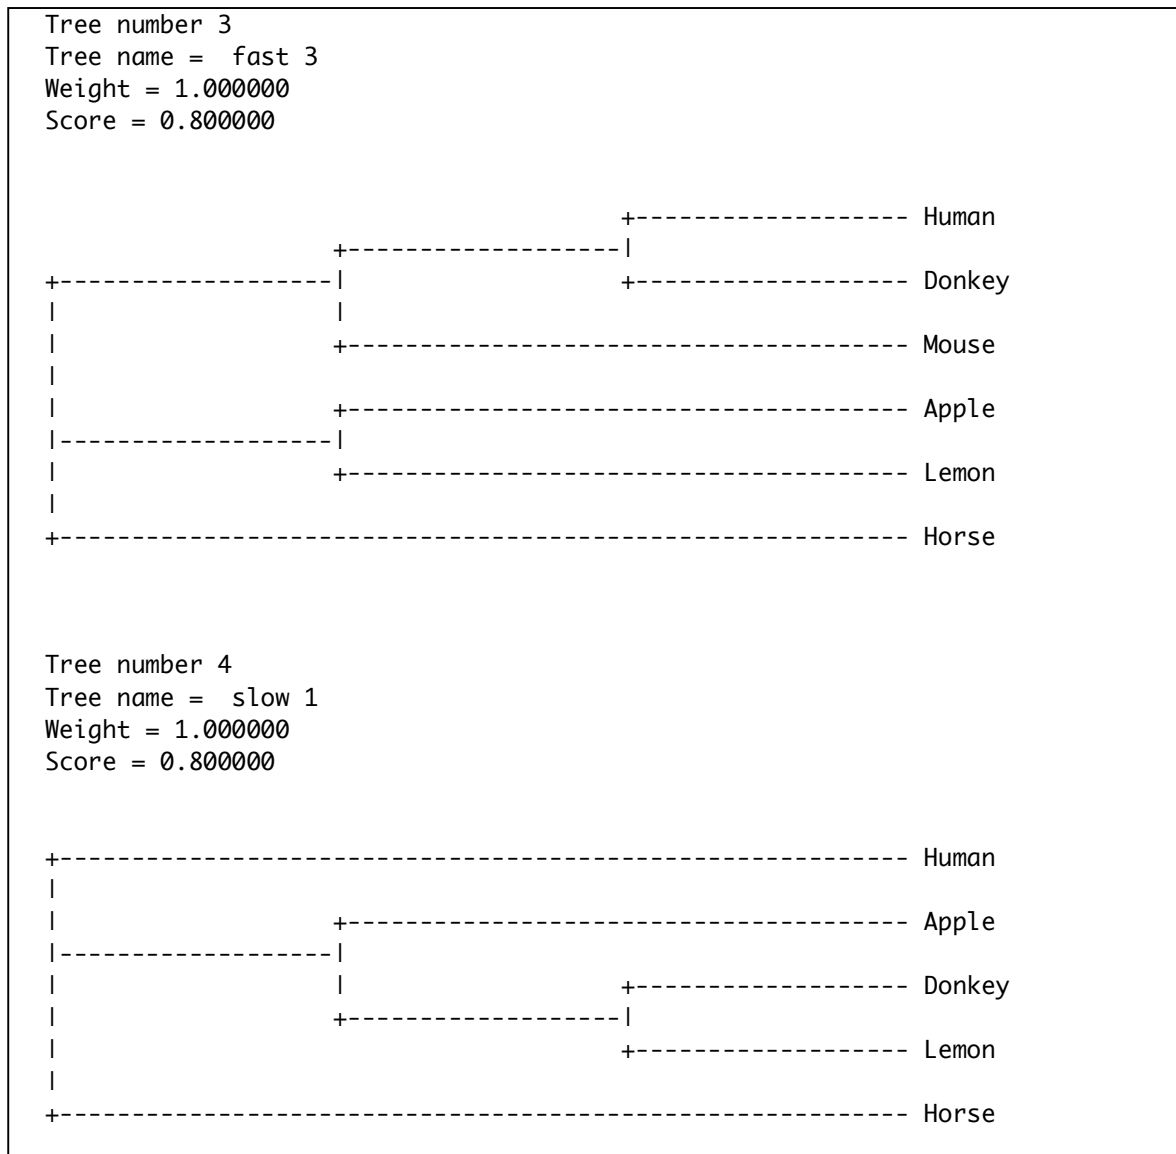 Tree number 3
Tree name =  fast 3
Weight = 1.000000
Score = 0.800000
Human
Donkey
Mouse
Apple
Lemon
Horse
Tree number 4
Tree name =  slow 1
Weight = 1.000000
Score = 0.800000
Human
Apple
Donkey
Lemon
Horse